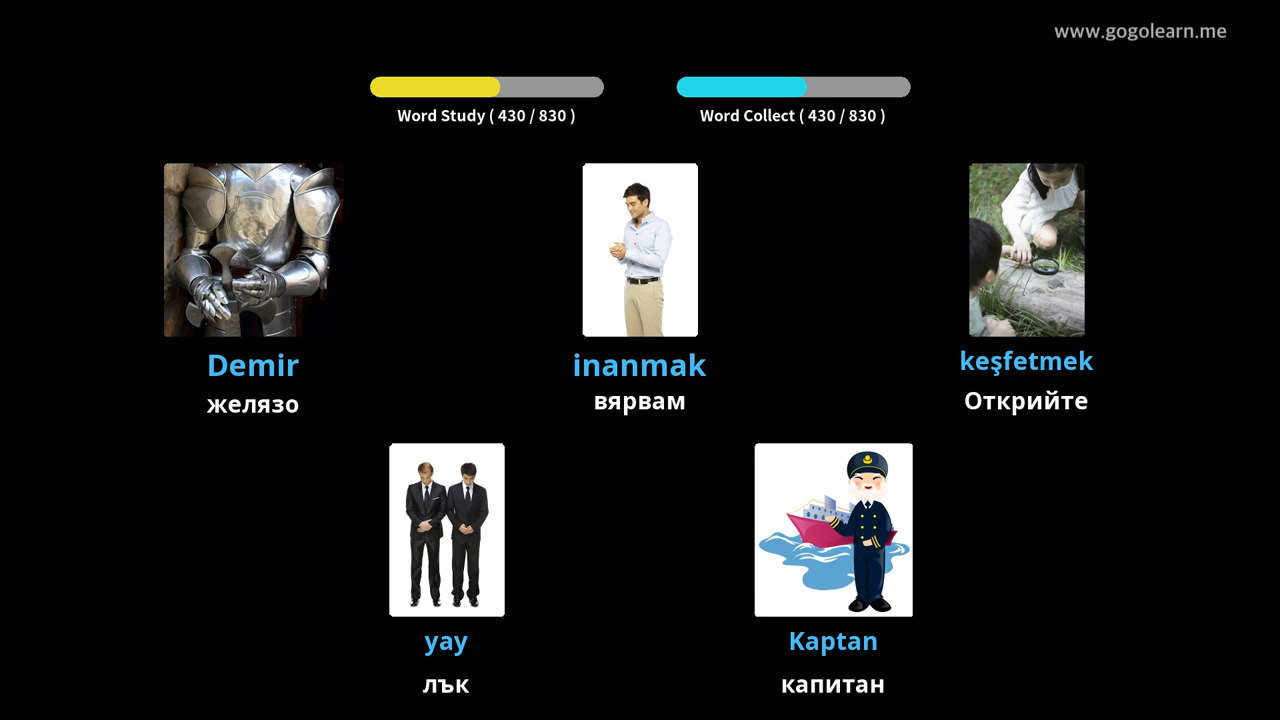 www.gogolearn.me
Word Study ( 430 / 830 )
Word Collect ( 430 / 830 )
Demir
желязо
inanmak
вярвам
keşfetmek
Открийте
yay
лък
Kaptan
капитан